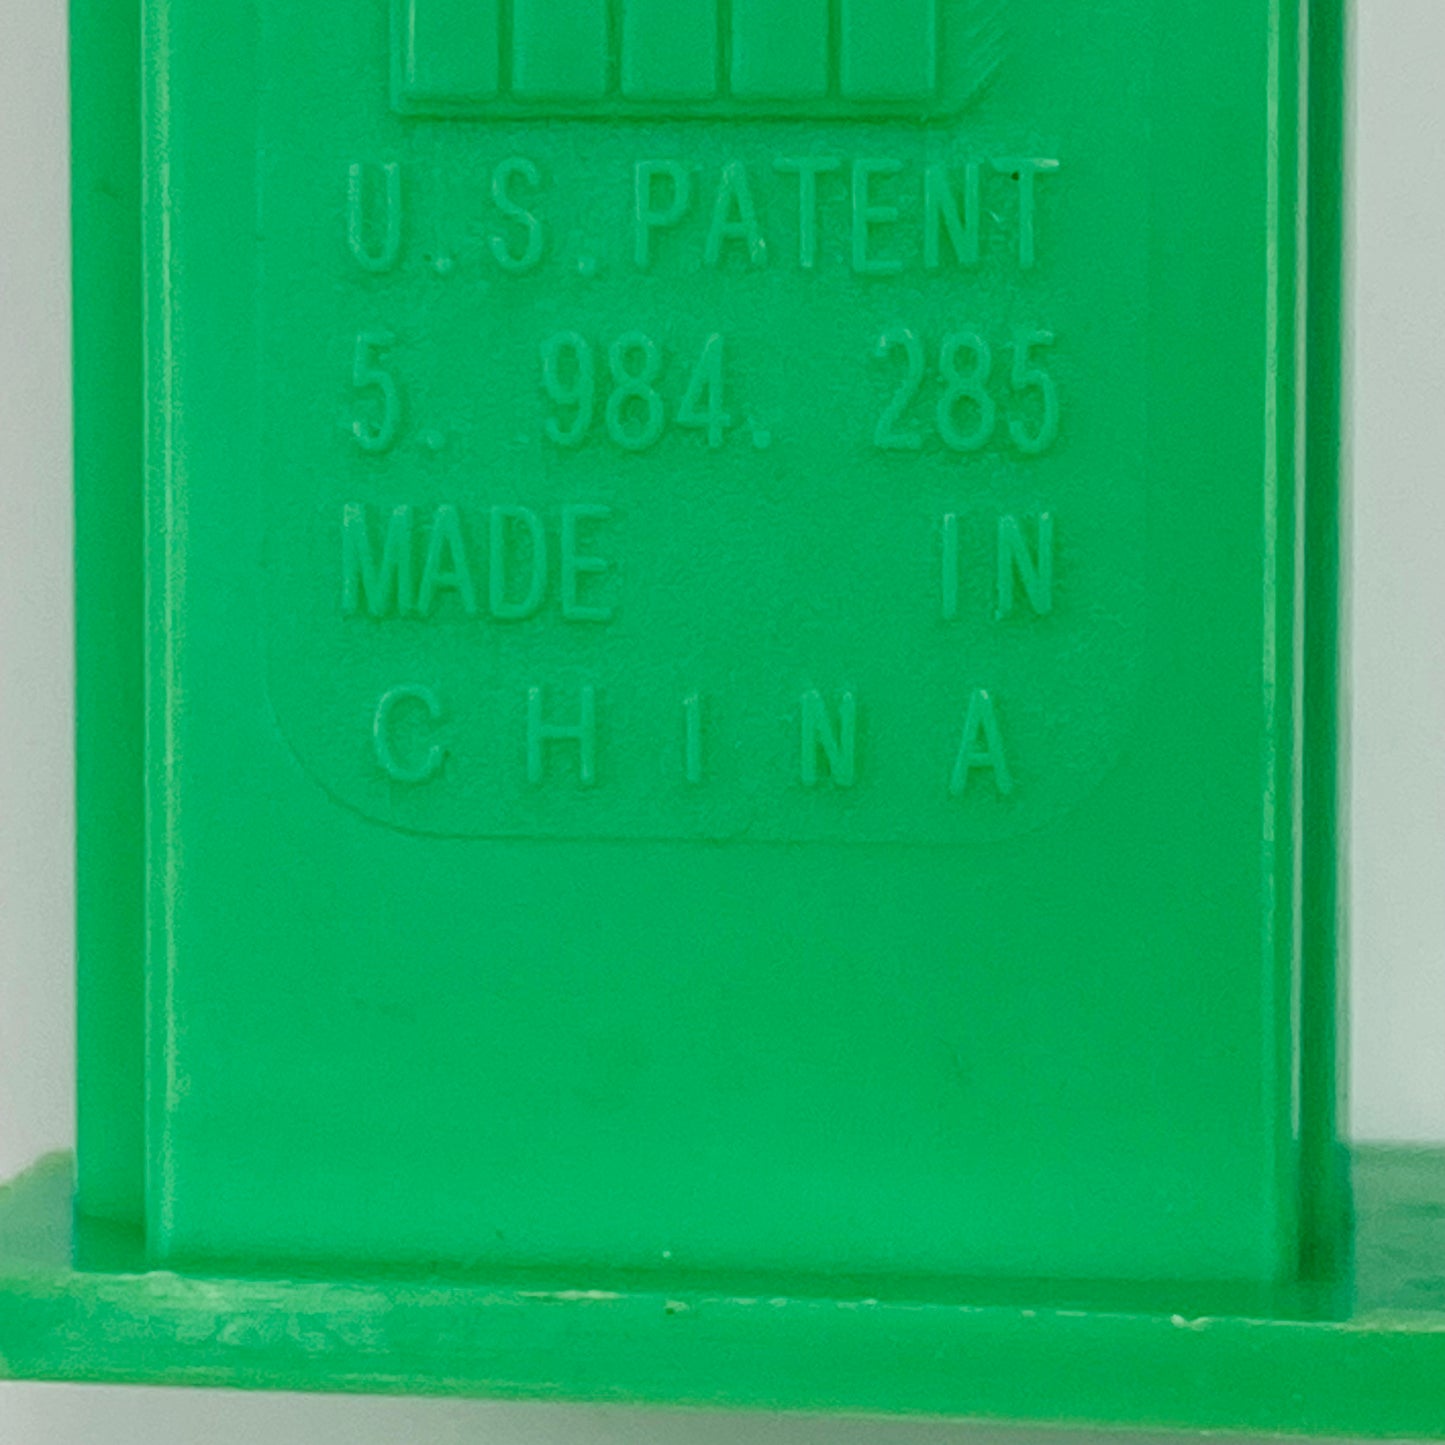 U.S.PATENT
5. 984. 285
MADE IN
CHINA